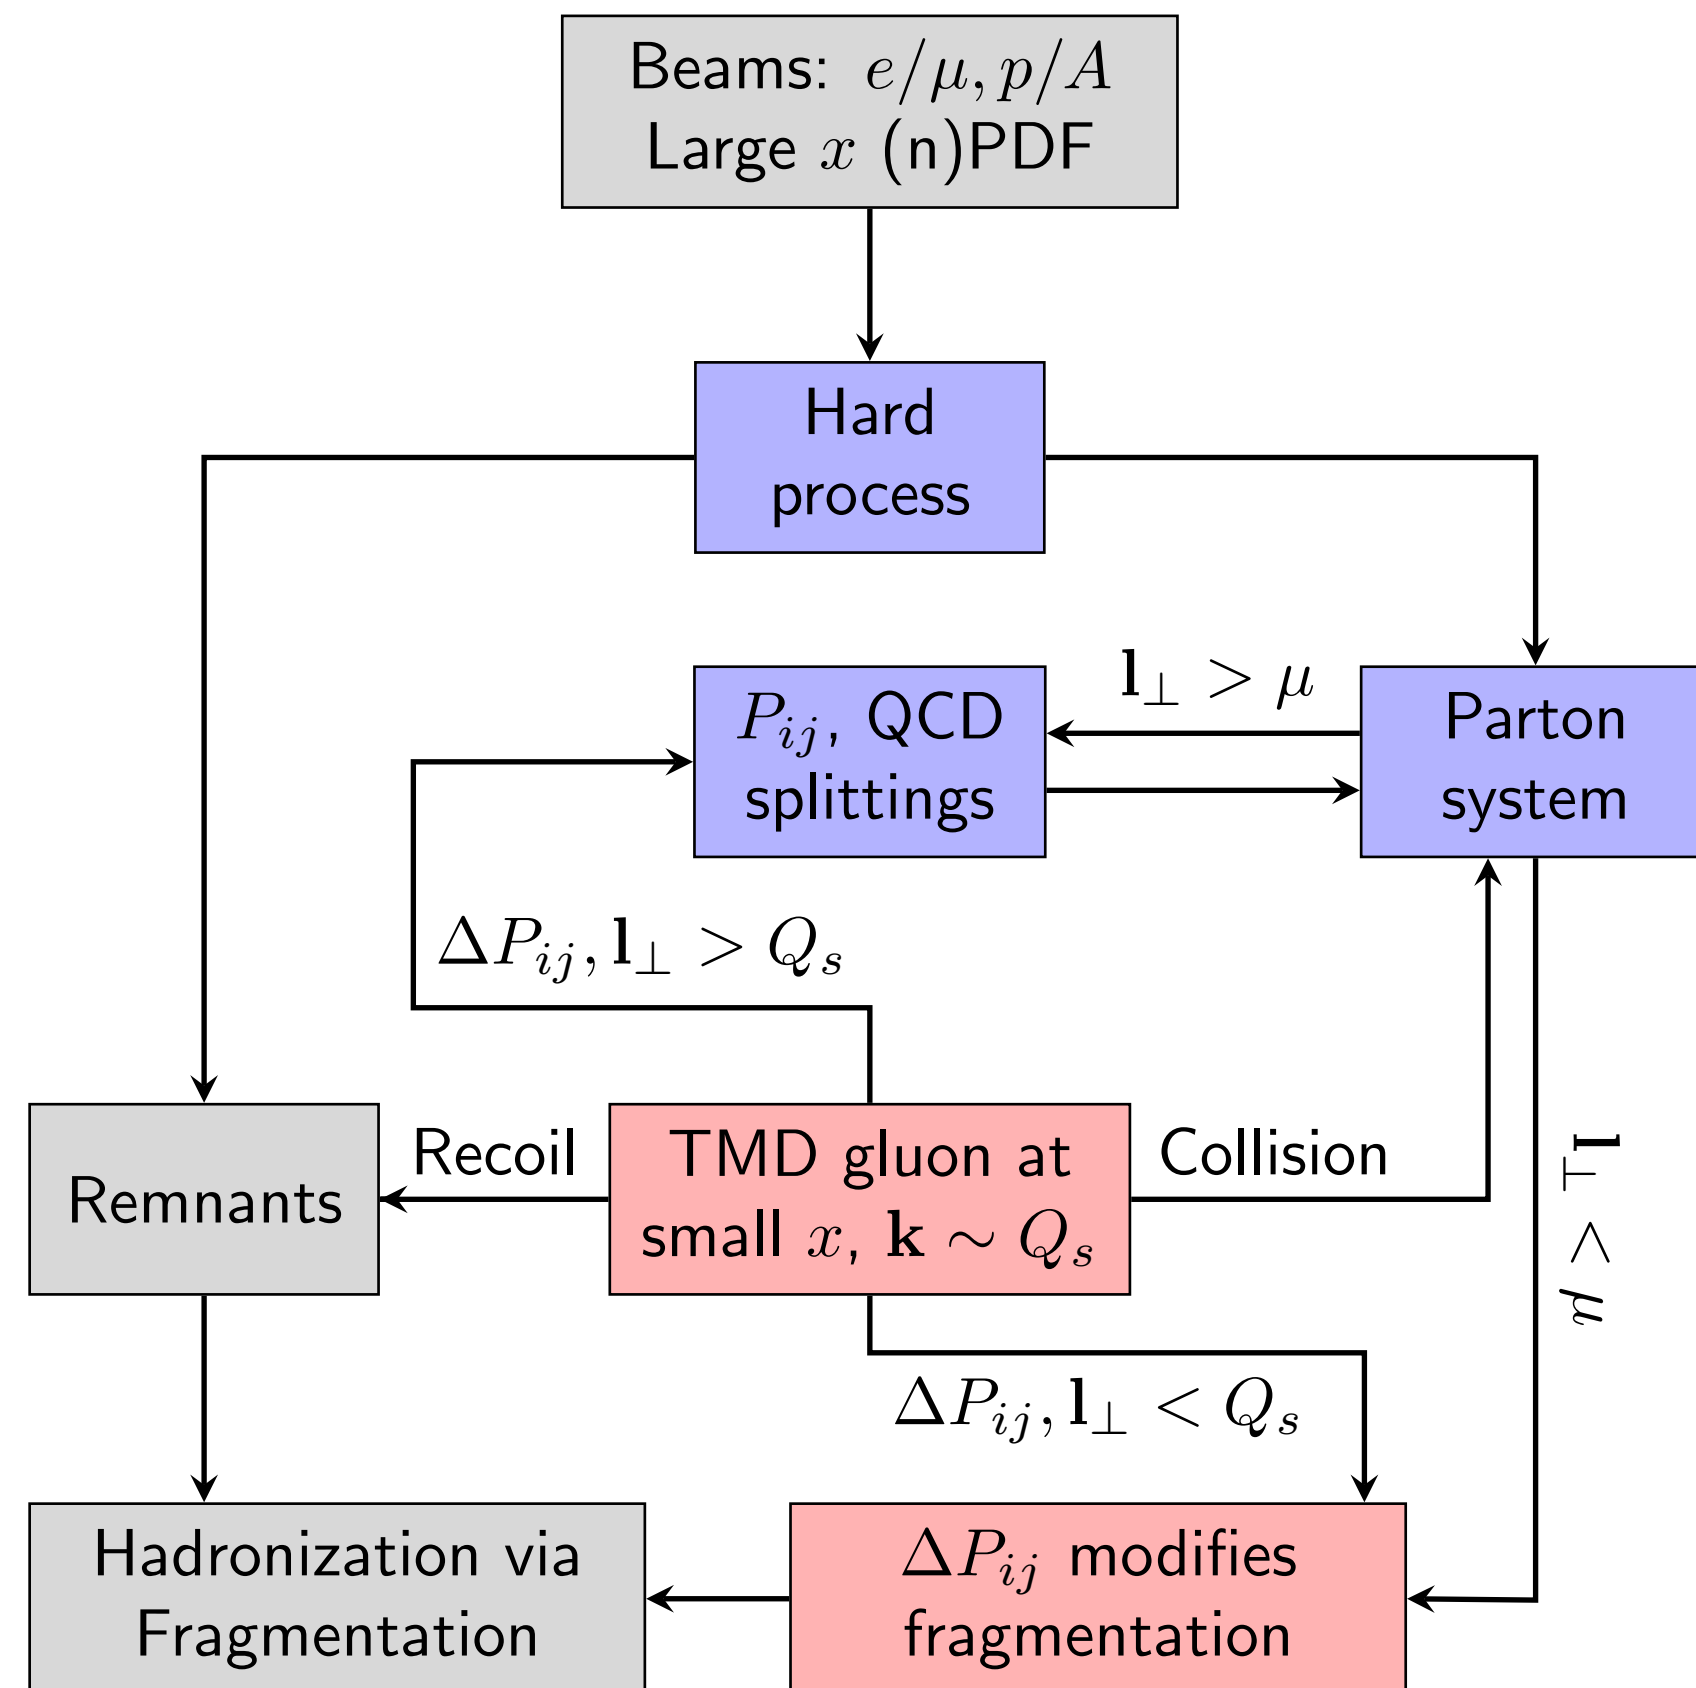 Beams: e/μ, p/A
Large x (n)PDF
Hard
process
l⊥ > μ
P_ij, QCD
splittings
Parton
system
ΔP_ij, l⊥ > Q_s
Remnants
Recoil
TMD gluon at
small x, k ∼ Q_s
Collision
l⊥ < μ
ΔP_ij, l⊥ < Q_s
Hadronization via
Fragmentation
ΔP_ij modifies
fragmentation